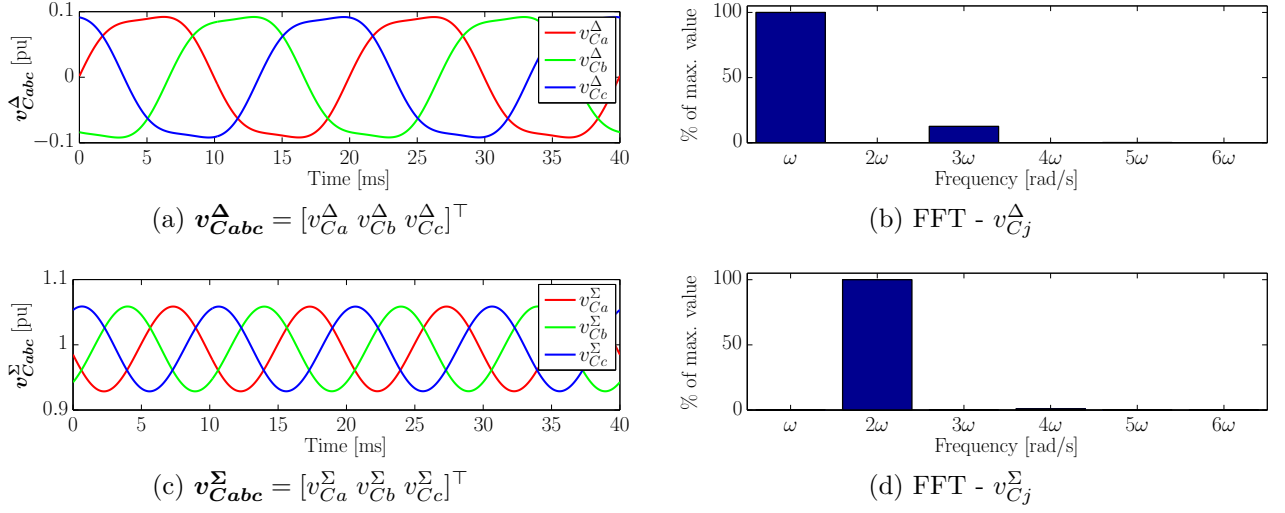 0.1
0
−0.1
v^Δ_Cabc [pu]
v^Δ_Ca
v^Δ_Cb
v^Δ_Cc
0 5 10 15 20 25 30 35 40
Time [ms]
(a) v^Δ_Cabc = [v^Δ_Ca v^Δ_Cb v^Δ_Cc]^⊤
100
50
0
% of max. value
ω 2ω 3ω 4ω 5ω 6ω
Frequency [rad/s]
(b) FFT - v^Δ_Cj
1.1
1
0.9
v^Σ_Cabc [pu]
v^Σ_Ca
v^Σ_Cb
v^Σ_Cc
0 5 10 15 20 25 30 35 40
Time [ms]
(c) v^Σ_Cabc = [v^Σ_Ca v^Σ_Cb v^Σ_Cc]^⊤
100
50
0
% of max. value
ω 2ω 3ω 4ω 5ω 6ω
Frequency [rad/s]
(d) FFT - v^Σ_Cj